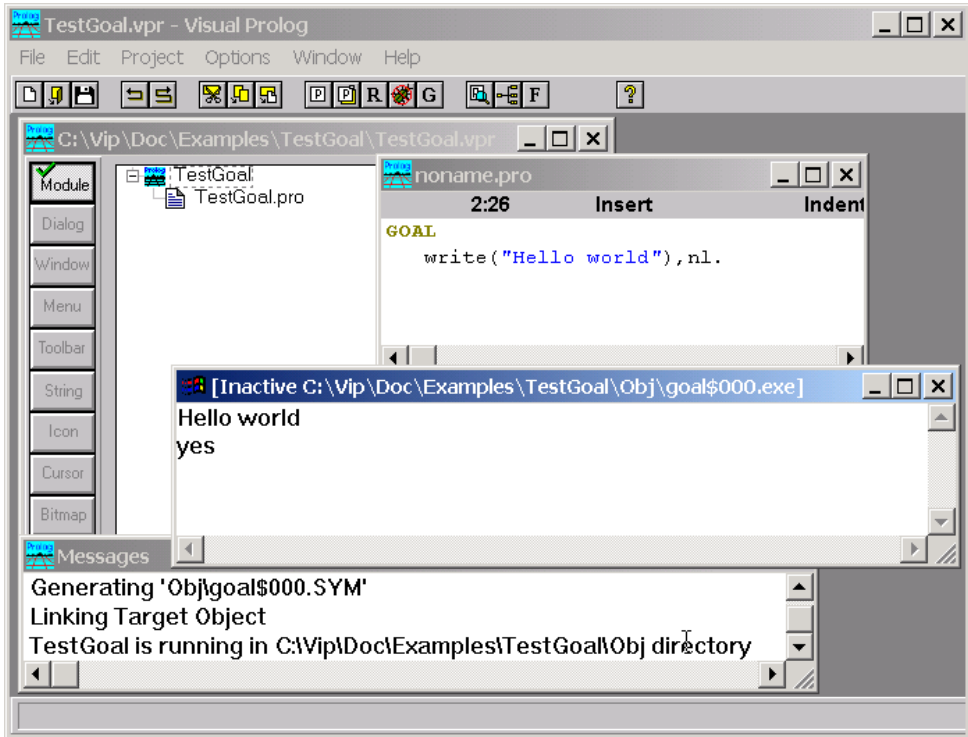 TestGoal.vpr - Visual Prolog
File Edit Project Options Window Help
P P R G F ?
C:\Vip\Doc\Examples\TestGoal\TestGoal.vpr
Module
Dialog
Window
Menu
Toolbar
String
Icon
Cursor
Bitmap
TestGoal
TestGoal.pro
noname.pro
2:26 Insert Indent
GOAL
write("Hello world"),nl.
[Inactive C:\Vip\Doc\Examples\TestGoal\Obj\goal$000.exe]
Hello world
yes
Messages
Generating 'Obj\goal$000.SYM'
Linking Target Object
TestGoal is running in C:\Vip\Doc\Examples\TestGoal\Obj directory